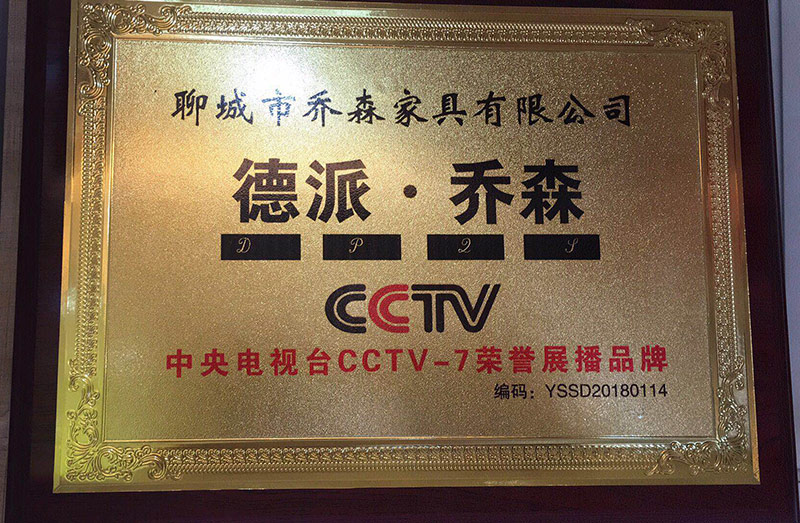 聊城市乔森家具有限公司
德派·乔森
D P Q S
CCTV
中央电视台CCTV-7荣誉展播品牌
编码：YSSD20180114